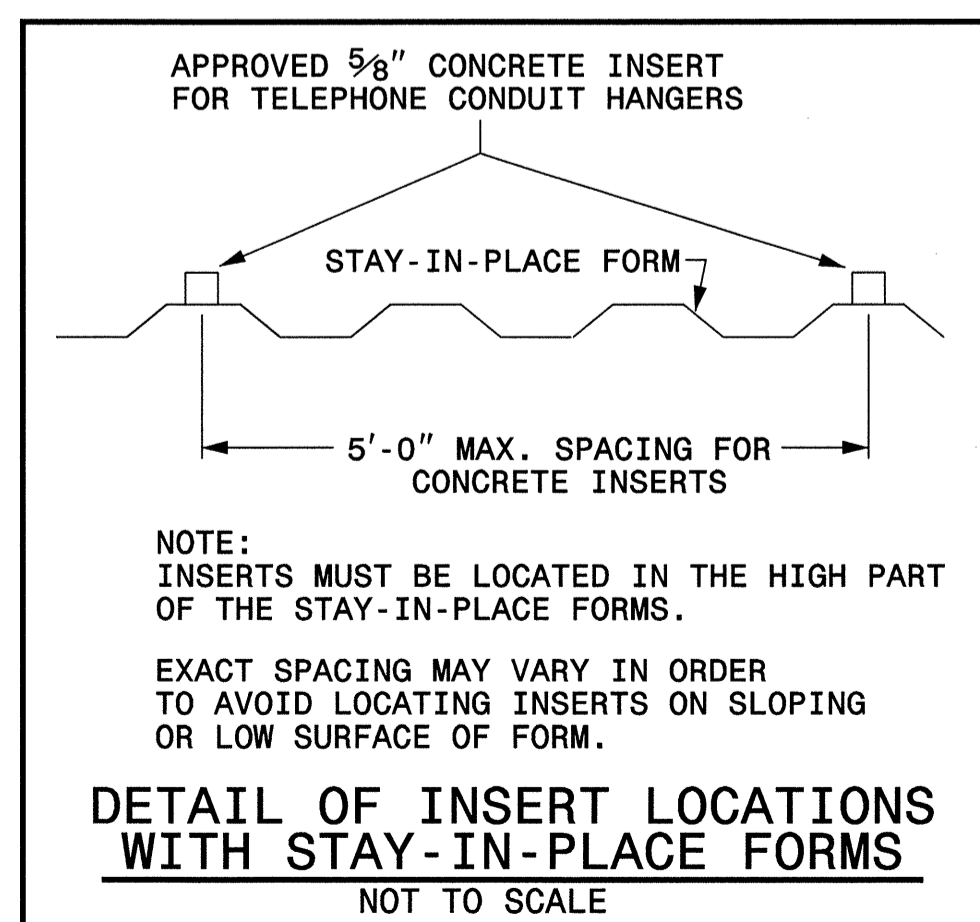 APPROVED 5/8" CONCRETE INSERT
FOR TELEPHONE CONDUIT HANGERS
STAY-IN-PLACE FORM
5'-0" MAX. SPACING FOR
CONCRETE INSERTS
NOTE:
INSERTS MUST BE LOCATED IN THE HIGH PART
OF THE STAY-IN-PLACE FORMS.
EXACT SPACING MAY VARY IN ORDER
TO AVOID LOCATING INSERTS ON SLOPING
OR LOW SURFACE OF FORM.
DETAIL OF INSERT LOCATIONS
WITH STAY-IN-PLACE FORMS
NOT TO SCALE